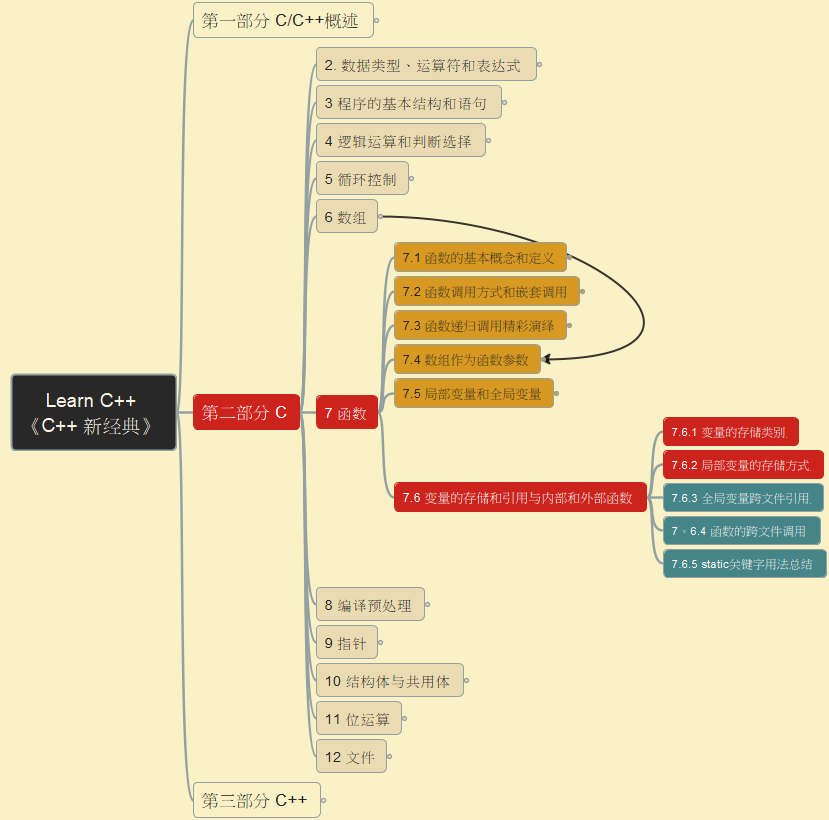 第一部分 C/C++概述
2. 数据类型、运算符和表达式
3 程序的基本结构和语句
4 逻辑运算和判断选择
5 循环控制
6 数组
7.1 函数的基本概念和定义
7.2 函数调用方式和嵌套调用
7.3 函数递归调用精彩演绎
7.4 数组作为函数参数
7.5 局部变量和全局变量
Learn C++
《C++ 新经典》
第二部分 C
7 函数
7.6 变量的存储和引用与内部和外部函数
7.6.1 变量的存储类别.
7.6.2 局部变量的存储方式.
7.6.3 全局变量跨文件引用.
7。6.4 函数的跨文件调用
7.6.5 static关键字用法总结
8 编译预处理
9 指针
10 结构体与共用体
11 位运算
12 文件
第三部分 C++